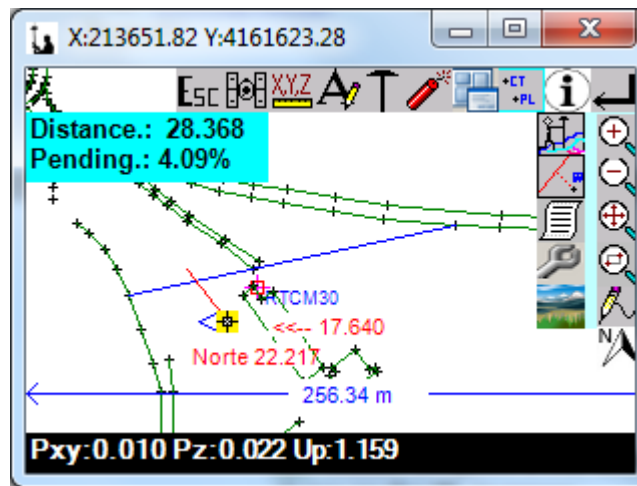 X:213651.82 Y:4161623.28
Esc XYZ A T +CT +PL i
Distance.: 28.368
Pending.: 4.09%
RTCM30
<<-- 17.640
Norte 22.217
N
256.34 m
Pxy:0.010 Pz:0.022 Up:1.159